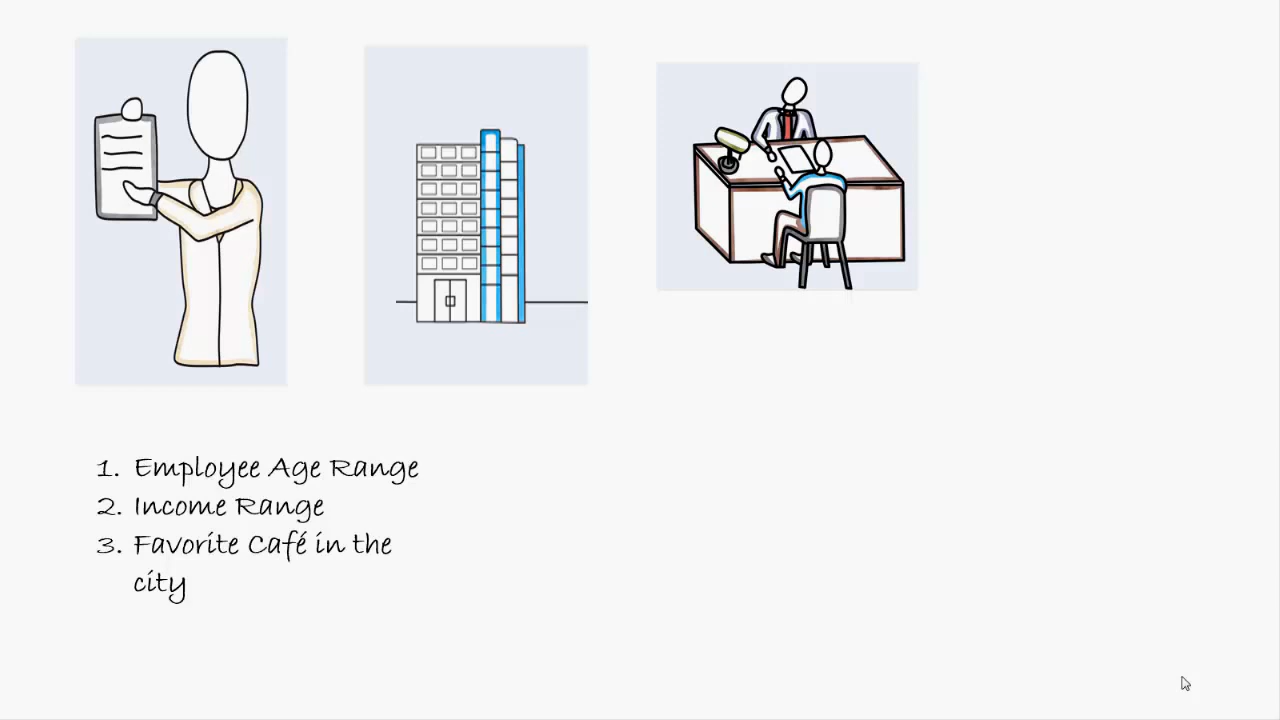 1. Employee Age Range
2. Income Range
3. Favorite Café in the
city